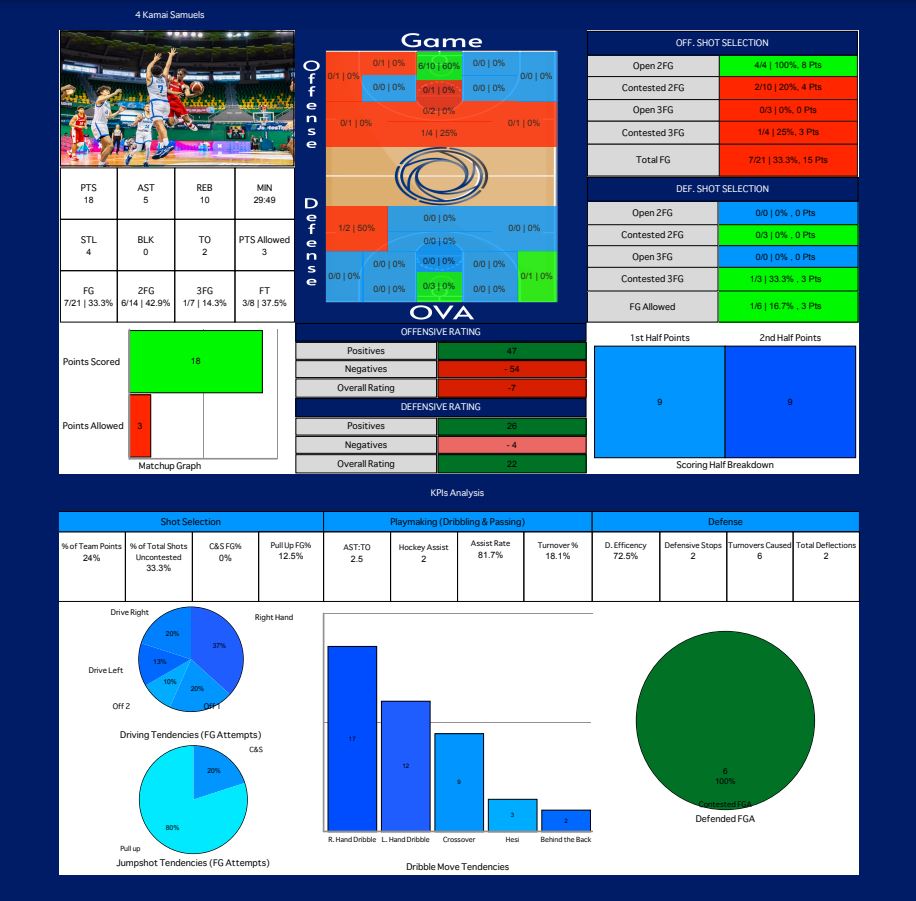 4 Kamai Samuels
Game
Offense
0/1 | 0%
0/1 | 0%
6/10 | 60%
0/0 | 0%
0/0 | 0%
0/0 | 0%
0/1 | 0%
0/0 | 0%
0/2 | 0%
0/1 | 0%
1/4 | 25%
0/1 | 0%
Defense
1/2 | 50%
0/0 | 0%
0/0 | 0%
0/0 | 0%
0/0 | 0%
0/0 | 0%
0/0 | 0%
0/0 | 0%
0/1 | 0%
0/0 | 0%
0/3 | 0%
0/0 | 0%
OVA
PTS
18
AST
5
REB
10
MIN
29:49
STL
4
BLK
0
TO
2
PTS Allowed
3
FG
7/21 | 33.3%
2FG
6/14 | 42.9%
3FG
1/7 | 14.3%
FT
3/8 | 37.5%
OFF. SHOT SELECTION
Open 2FG 4/4 | 100%, 8 Pts
Contested 2FG 2/10 | 20%, 4 Pts
Open 3FG 0/3 | 0%, 0 Pts
Contested 3FG 1/4 | 25%, 3 Pts
Total FG 7/21 | 33.3%, 15 Pts
DEF. SHOT SELECTION
Open 2FG 0/0 | 0% , 0 Pts
Contested 2FG 0/3 | 0% , 0 Pts
Open 3FG 0/0 | 0% , 0 Pts
Contested 3FG 1/3 | 33.3% , 3 Pts
FG Allowed 1/6 | 16.7% , 3 Pts
Points Scored 18
Points Allowed 3
Matchup Graph
OFFENSIVE RATING
Positives 47
Negatives - 54
Overall Rating -7
DEFENSIVE RATING
Positives 26
Negatives - 4
Overall Rating 22
1st Half Points 2nd Half Points
9 9
Scoring Half Breakdown
KPIs Analysis
Shot Selection Playmaking (Dribbling & Passing) Defense
% of Team Points
24%
% of Total Shots
Uncontested
33.3%
C&S FG%
0%
Pull Up FG%
12.5%
AST:TO
2.5
Hockey Assist
2
Assist Rate
81.7%
Turnover %
18.1%
D. Efficency
72.5%
Defensive Stops
2
Turnovers Caused
6
Total Deflections
2
Drive Right
Right Hand
20%
37%
13%
Drive Left
10%
20%
Off 2
Off 1
Driving Tendencies (FG Attempts)
C&S
20%
80%
Pull up
Jumpshot Tendencies (FG Attempts)
17
12
9
3
2
R. Hand Dribble L. Hand Dribble Crossover Hesi Behind the Back
Dribble Move Tendencies
6
100%
Contested FGA
Defended FGA